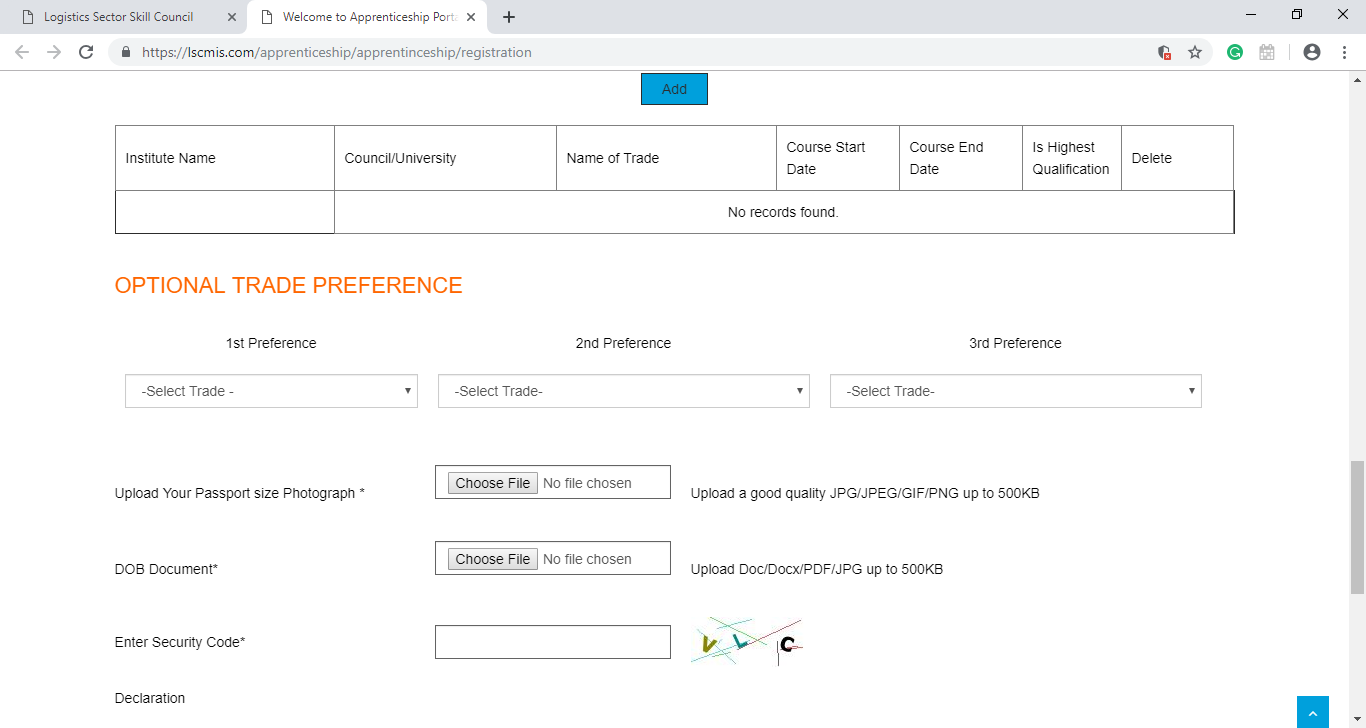 Logistics Sector Skill Council
Welcome to Apprenticeship Porta
https://lscmis.com/apprenticeship/apprentinceship/registration
Add
Institute Name
Council/University
Name of Trade
Course Start
Date
Course End
Date
Is Highest
Qualification
Delete
No records found.
OPTIONAL TRADE PREFERENCE
1st Preference
2nd Preference
3rd Preference
-Select Trade -
-Select Trade-
-Select Trade-
Upload Your Passport size Photograph *
Choose File No file chosen
Upload a good quality JPG/JPEG/GIF/PNG up to 500KB
DOB Document*
Choose File No file chosen
Upload Doc/Docx/PDF/JPG up to 500KB
Enter Security Code*
V L C
Declaration